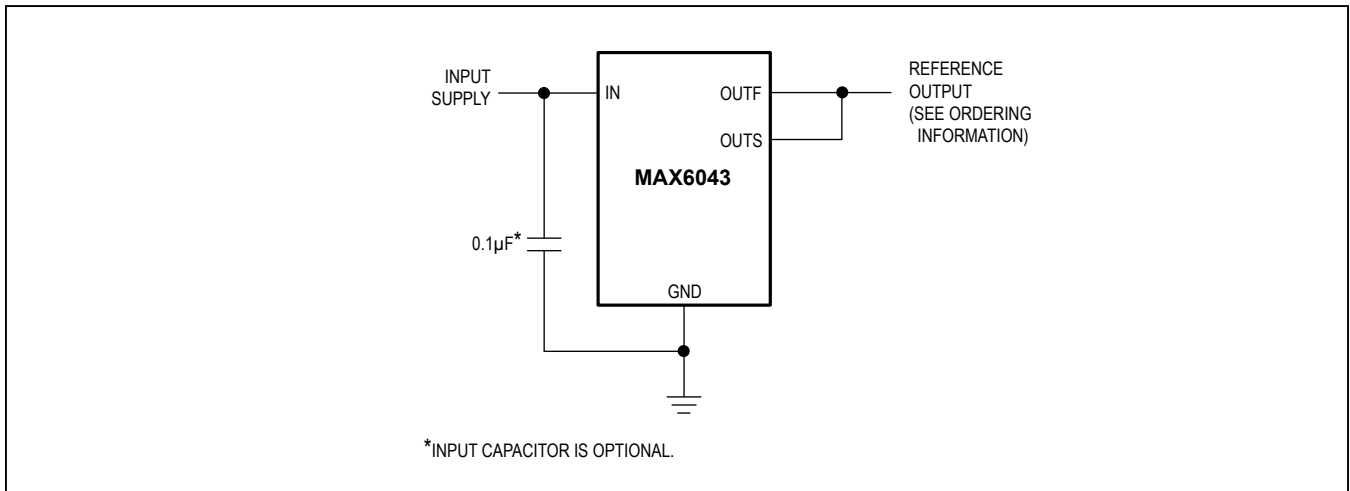 INPUT
SUPPLY
IN
OUTF
OUTS
REFERENCE
OUTPUT
(SEE ORDERING
INFORMATION)
MAX6043
0.1µF*
GND
*INPUT CAPACITOR IS OPTIONAL.